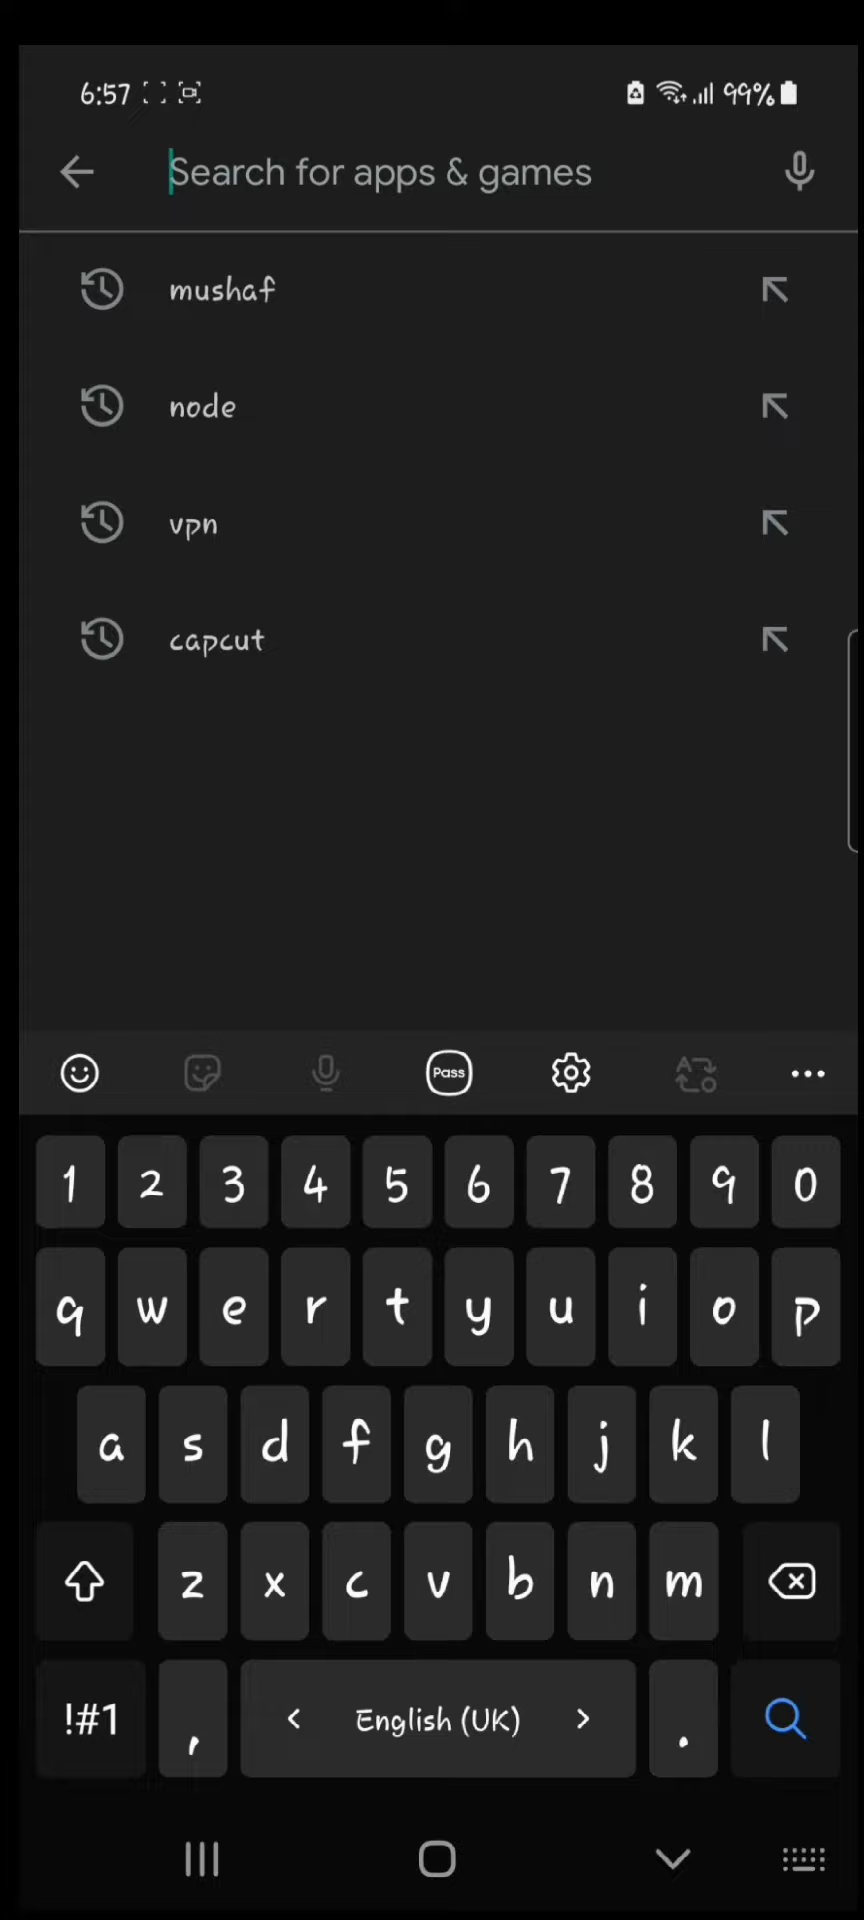 6:57 99%
Search for apps & games
mushaf
node
vpn
capcut
Pass
1 2 3 4 5 6 7 8 9 0
q w e r t y u i o p
a s d f g h j k l
z x c v b n m
!#1 , < English (UK) > .